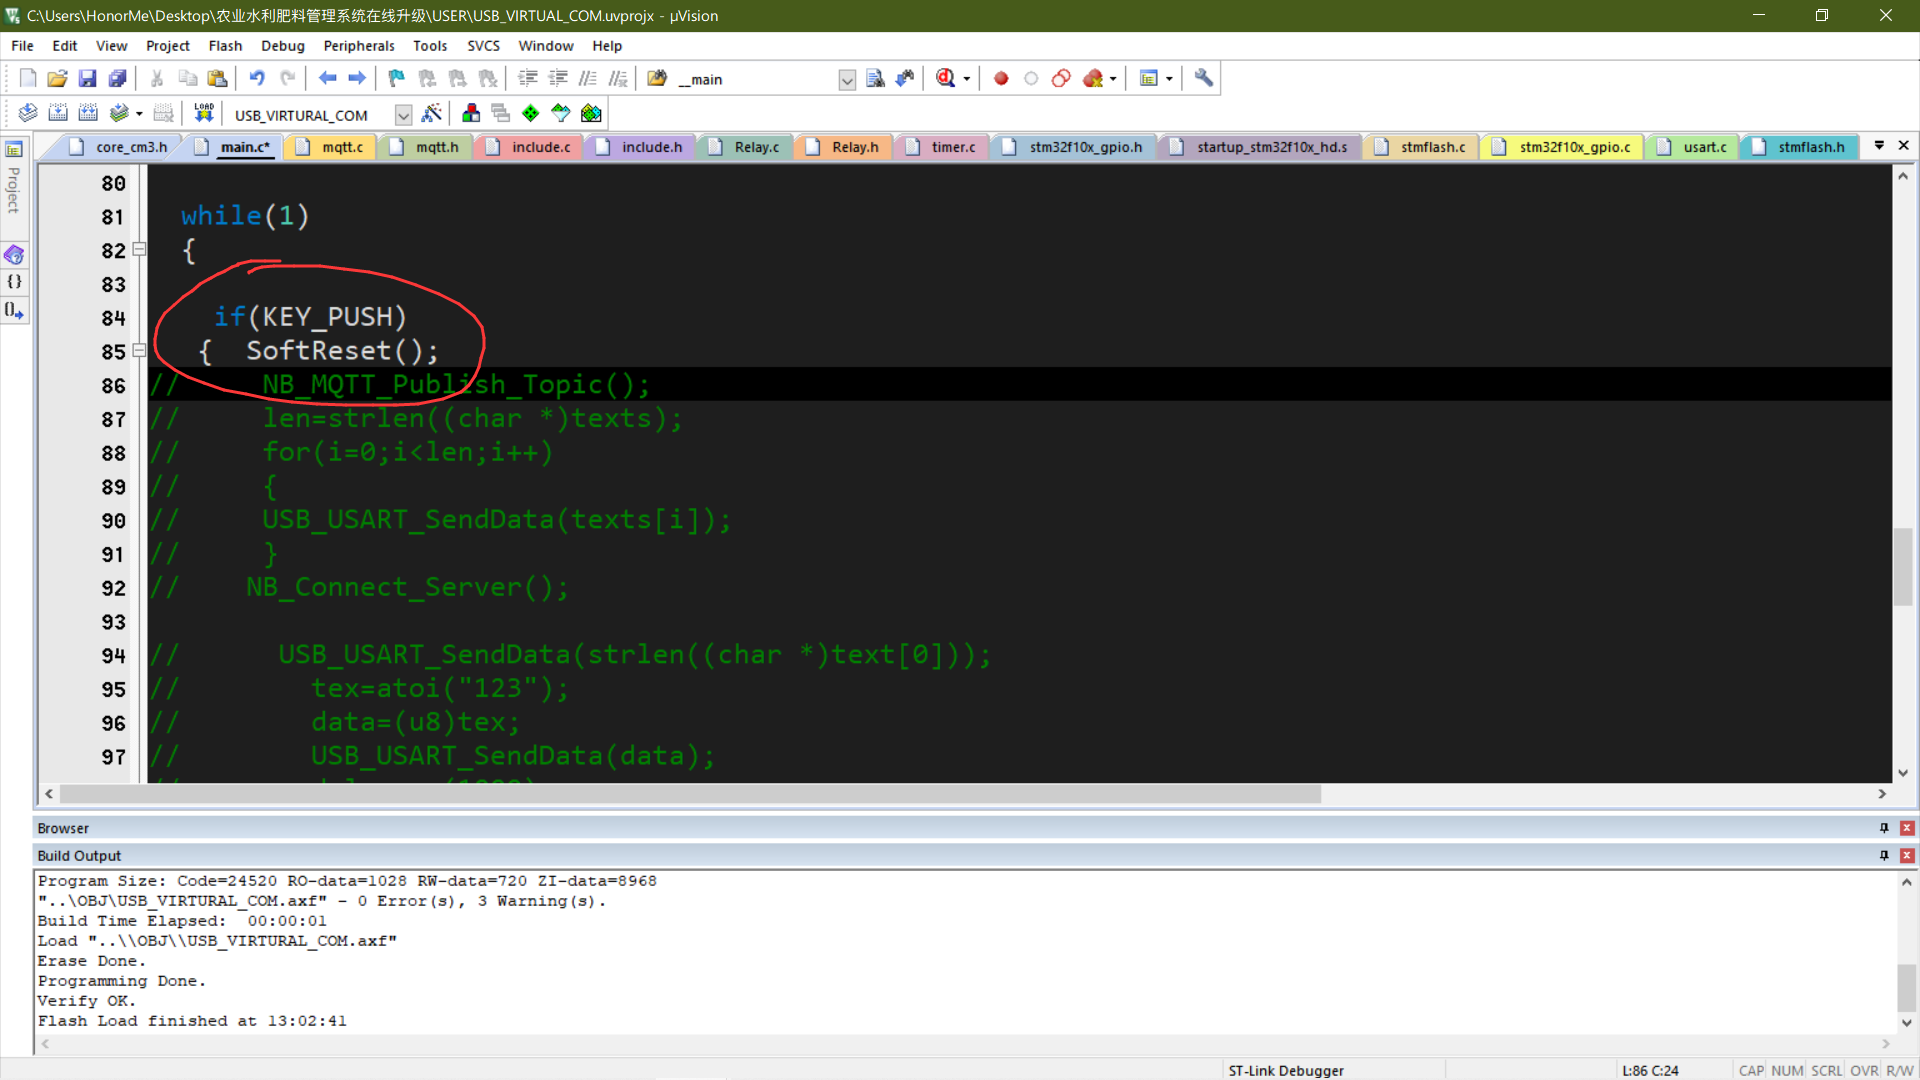 C:\Users\HonorMe\Desktop\农业水利肥料管理系统在线升级\USER\USB_VIRTUAL_COM.uvprojx - µVision
File Edit View Project Flash Debug Peripherals Tools SVCS Window Help
__main
LOAD USB_VIRTURAL_COM
core_cm3.h main.c* mqtt.c mqtt.h include.c include.h Relay.c Relay.h timer.c stm32f10x_gpio.h startup_stm32f10x_hd.s stmflash.c stm32f10x_gpio.c usart.c stmflash.h
Project
80
81 while(1)
82 {
83
84 if(KEY_PUSH)
85 { SoftReset();
86 // NB_MQTT_Publish_Topic();
87 // len=strlen((char *)texts);
88 // for(i=0;i<len;i++)
89 // {
90 // USB_USART_SendData(texts[i]);
91 // }
92 // NB_Connect_Server();
93
94 // USB_USART_SendData(strlen((char *)text[0]));
95 // tex=atoi("123");
96 // data=(u8)tex;
97 // USB_USART_SendData(data);
Browser
Build Output
Program Size: Code=24520 RO-data=1028 RW-data=720 ZI-data=8968
"..\OBJ\USB_VIRTURAL_COM.axf" - 0 Error(s), 3 Warning(s).
Build Time Elapsed:  00:00:01
Load "..\\OBJ\\USB_VIRTURAL_COM.axf"
Erase Done.
Programming Done.
Verify OK.
Flash Load finished at 13:02:41
ST-Link Debugger L:86 C:24 CAP NUM SCRL OVR R/W